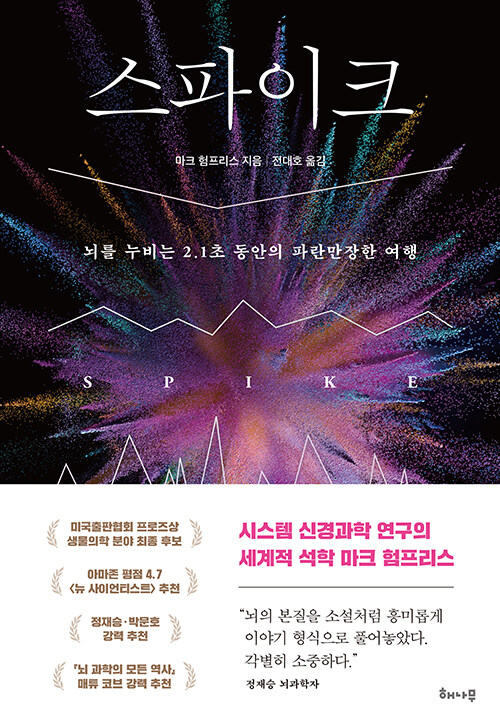 스파이크
마크 험프리스 지음 | 전대호 옮김
뇌를 누비는 2.1초 동안의 파란만장한 여행
SPIKE
미국출판협회 프로즈상
생물의학 분야 최종 후보
아마존 평점 4.7
〈뉴 사이언티스트〉 추천
정재승·박문호
강력 추천
『뇌 과학의 모든 역사』
매튜 코브 강력 추천
시스템 신경과학 연구의
세계적 석학 마크 험프리스
“뇌의 본질을 소설처럼 흥미롭게
이야기 형식으로 풀어놓았다.
각별히 소중하다.”
정재승 뇌과학자
해나무